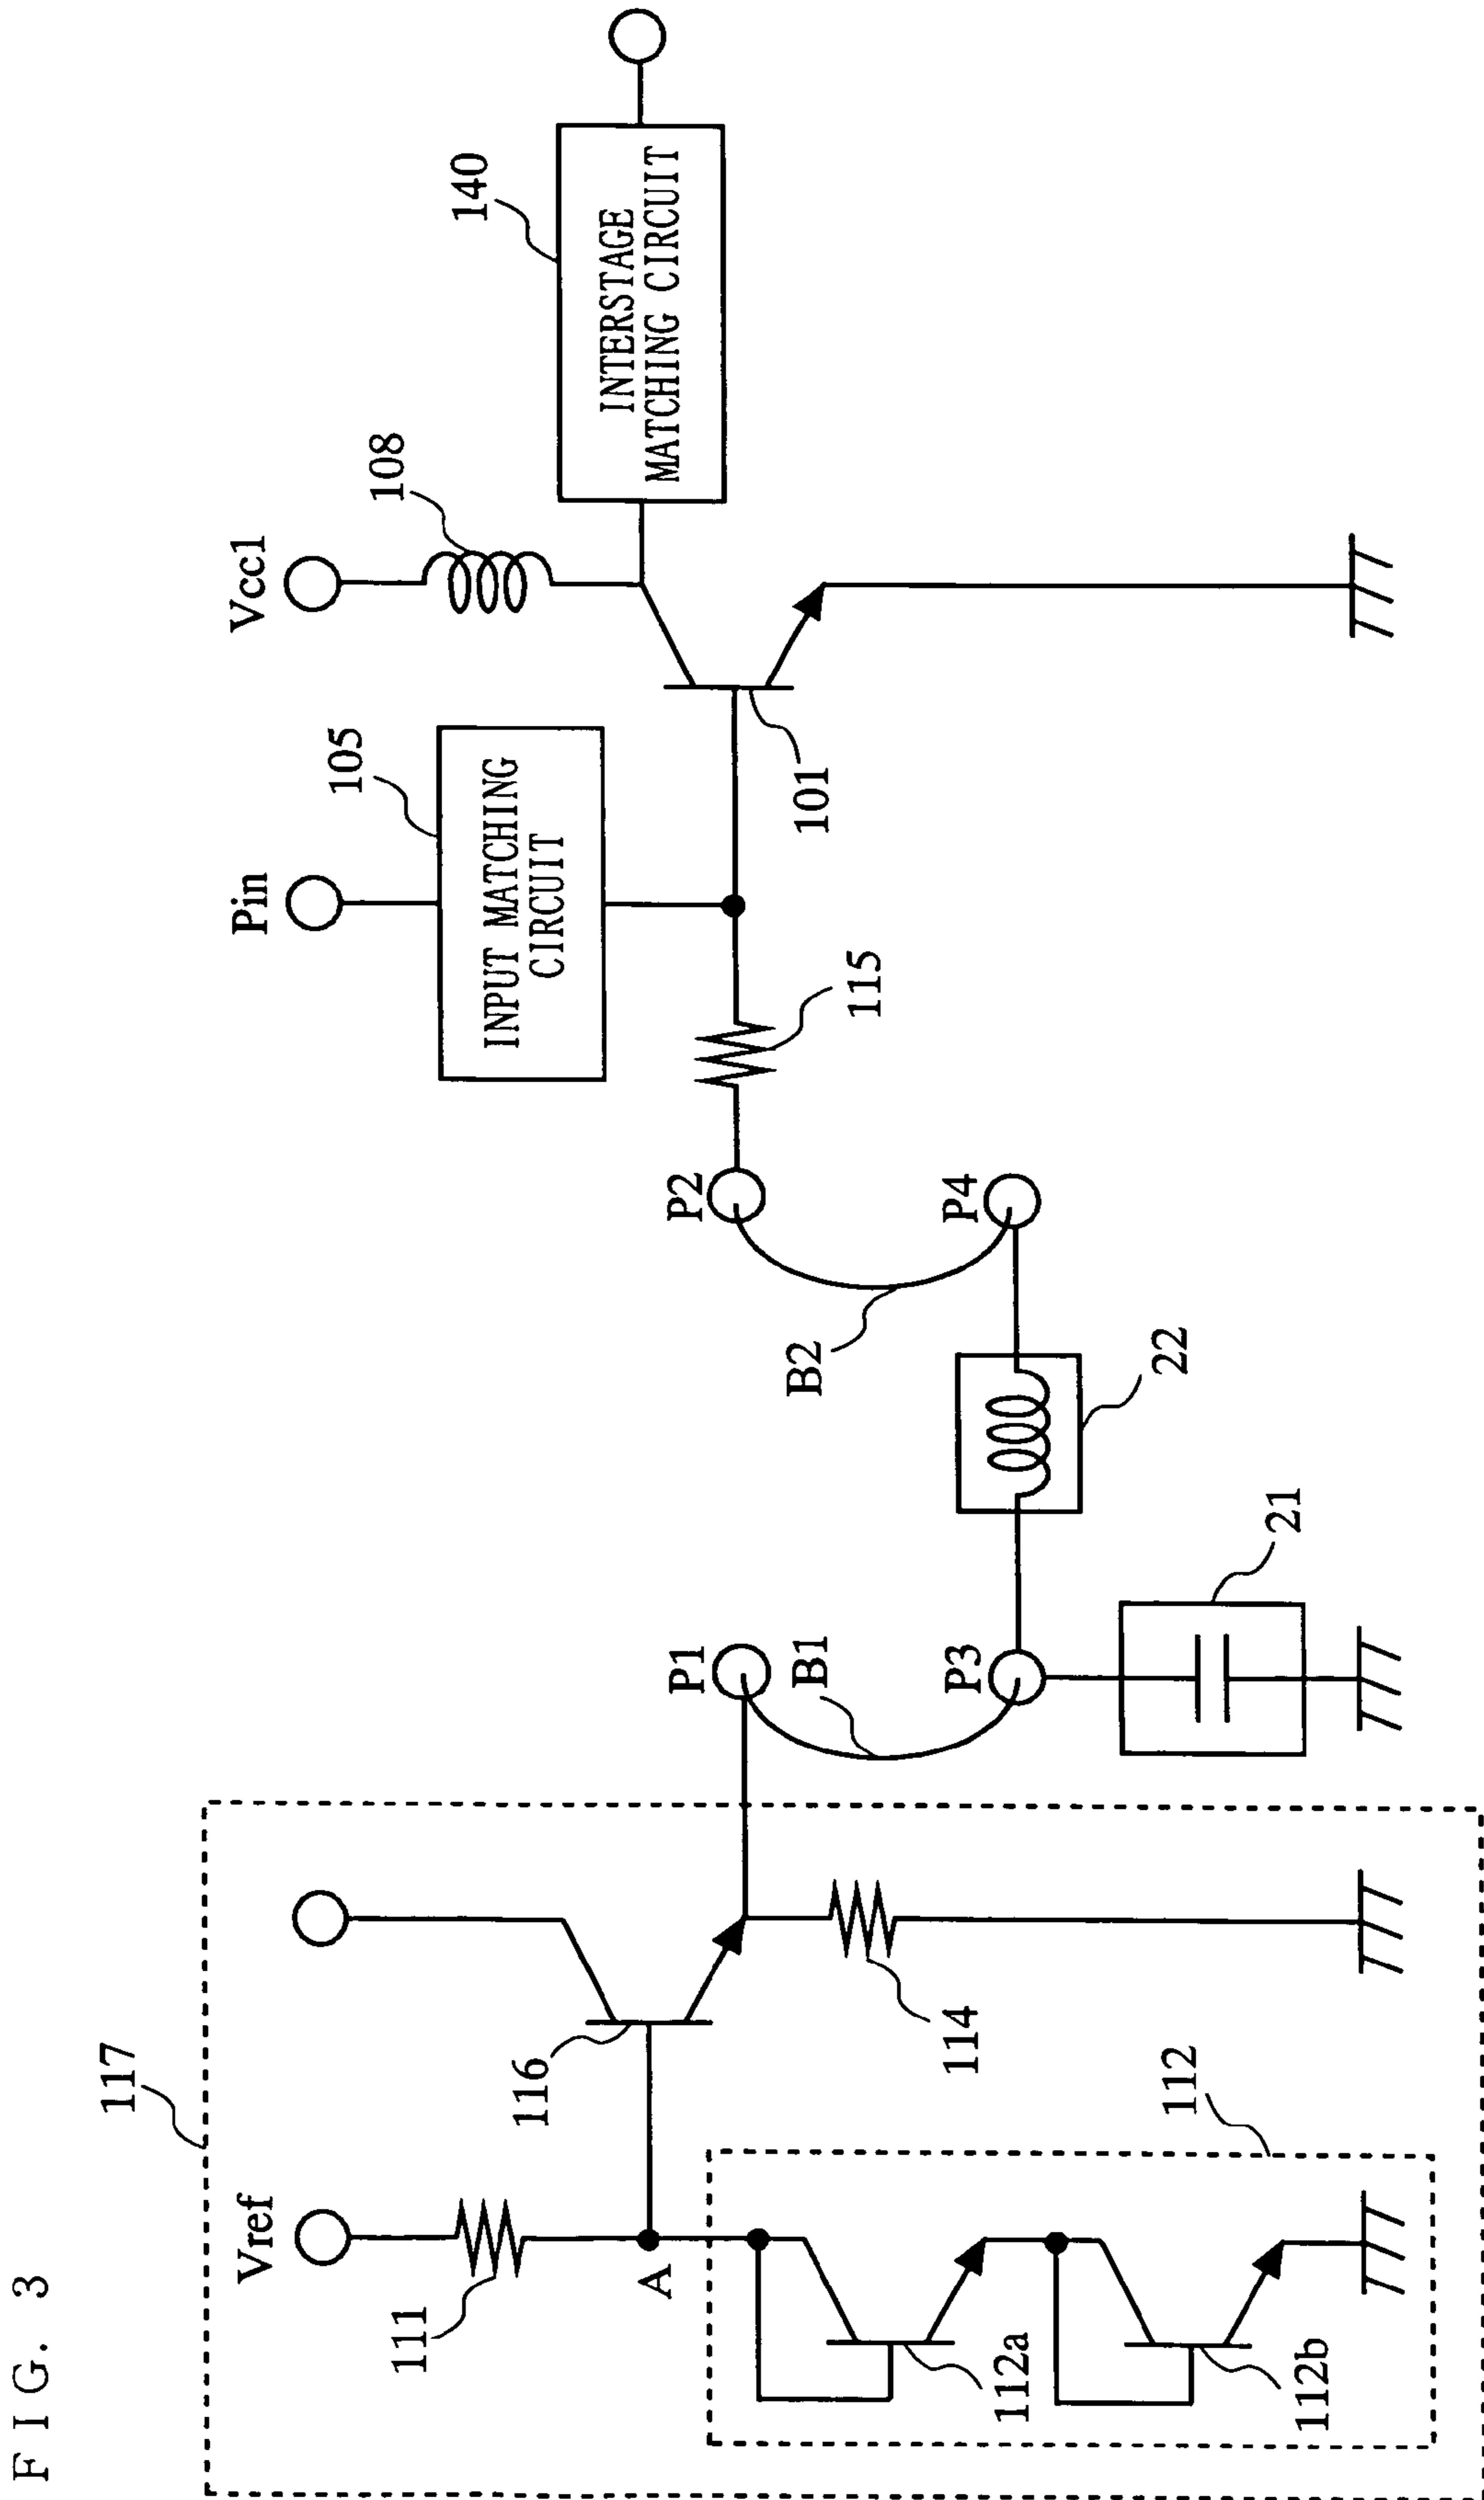 FIG. 3
117
Vref
111
A
116
112a
112b
112
114
P1
B1
P3
21
22
B2
P2
P4
115
Pin
105
INPUT MATCHING
CIRCUIT
101
Vcc1
108
140
INTERSTAGE
MATCHING CIRCUIT